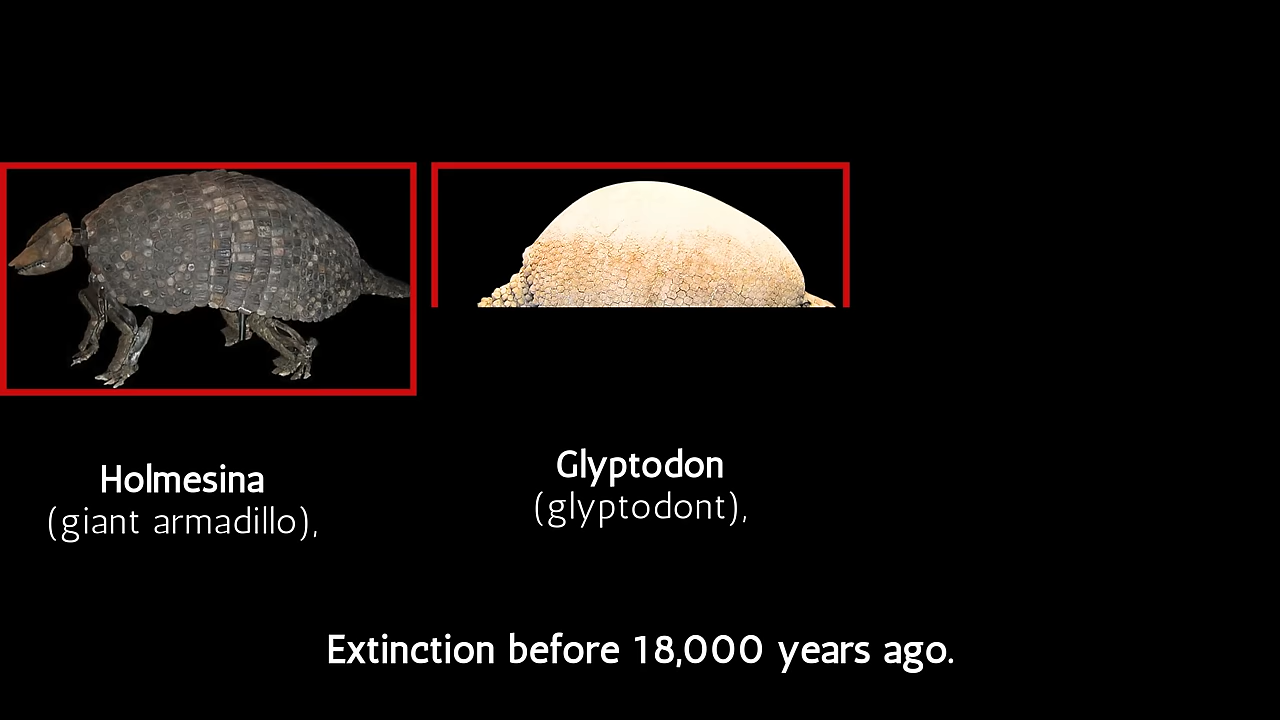 Holmesina
(giant armadillo),
Glyptodon
(glyptodont),
Extinction before 18,000 years ago.